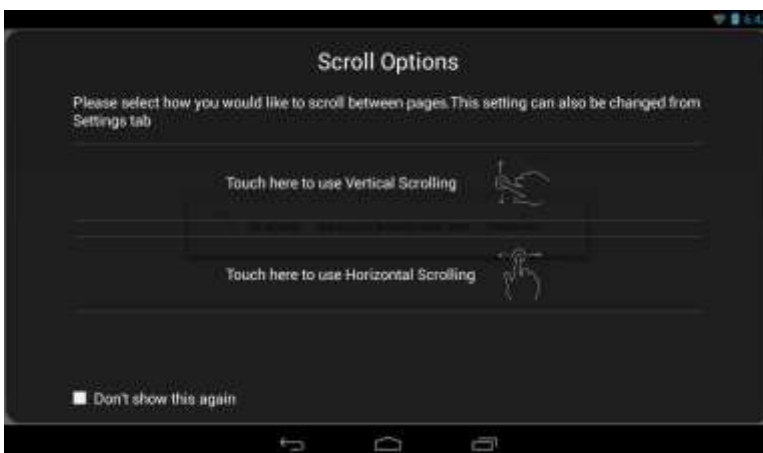 Scroll Options
Please select how you would like to scroll between pages.This setting can also be changed from
Settings tab
Touch here to use Vertical Scrolling
Touch here to use Horizontal Scrolling
Don't show this again